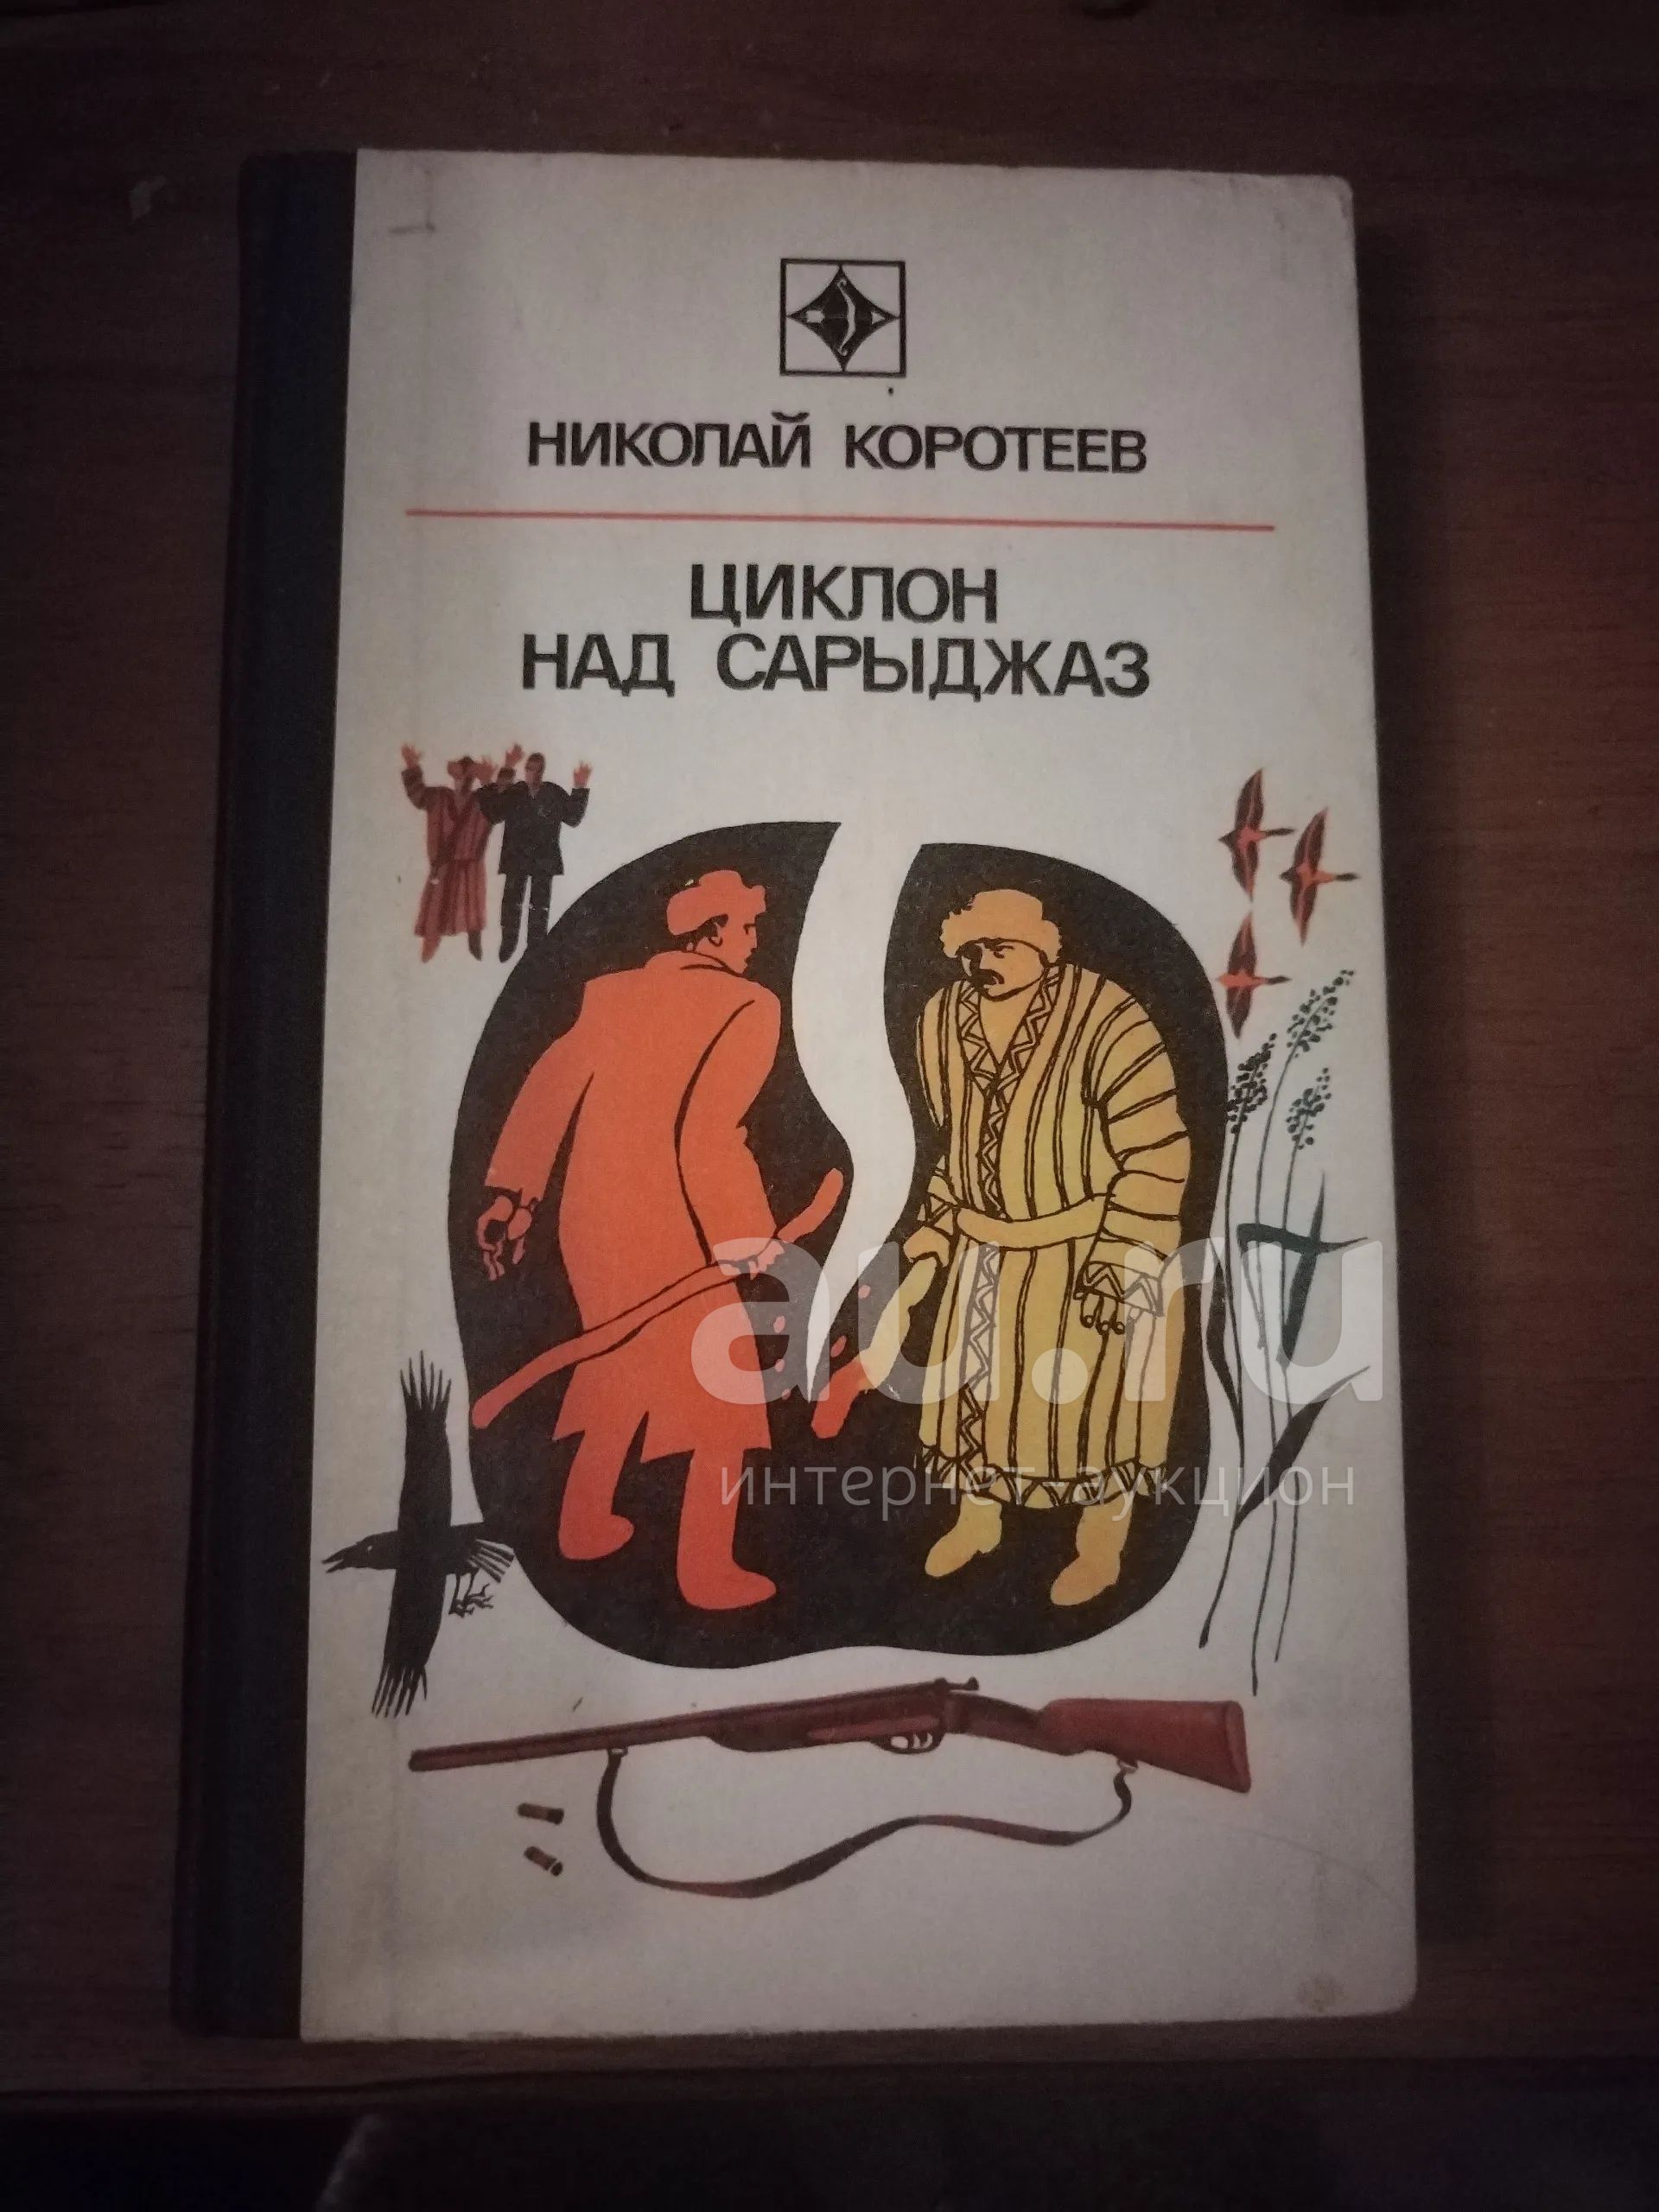 НИКОЛАЙ КОРОТЕЕВ
ЦИКЛОН
НАД САРЫДЖАЗ
au.ru
интернет-аукцион